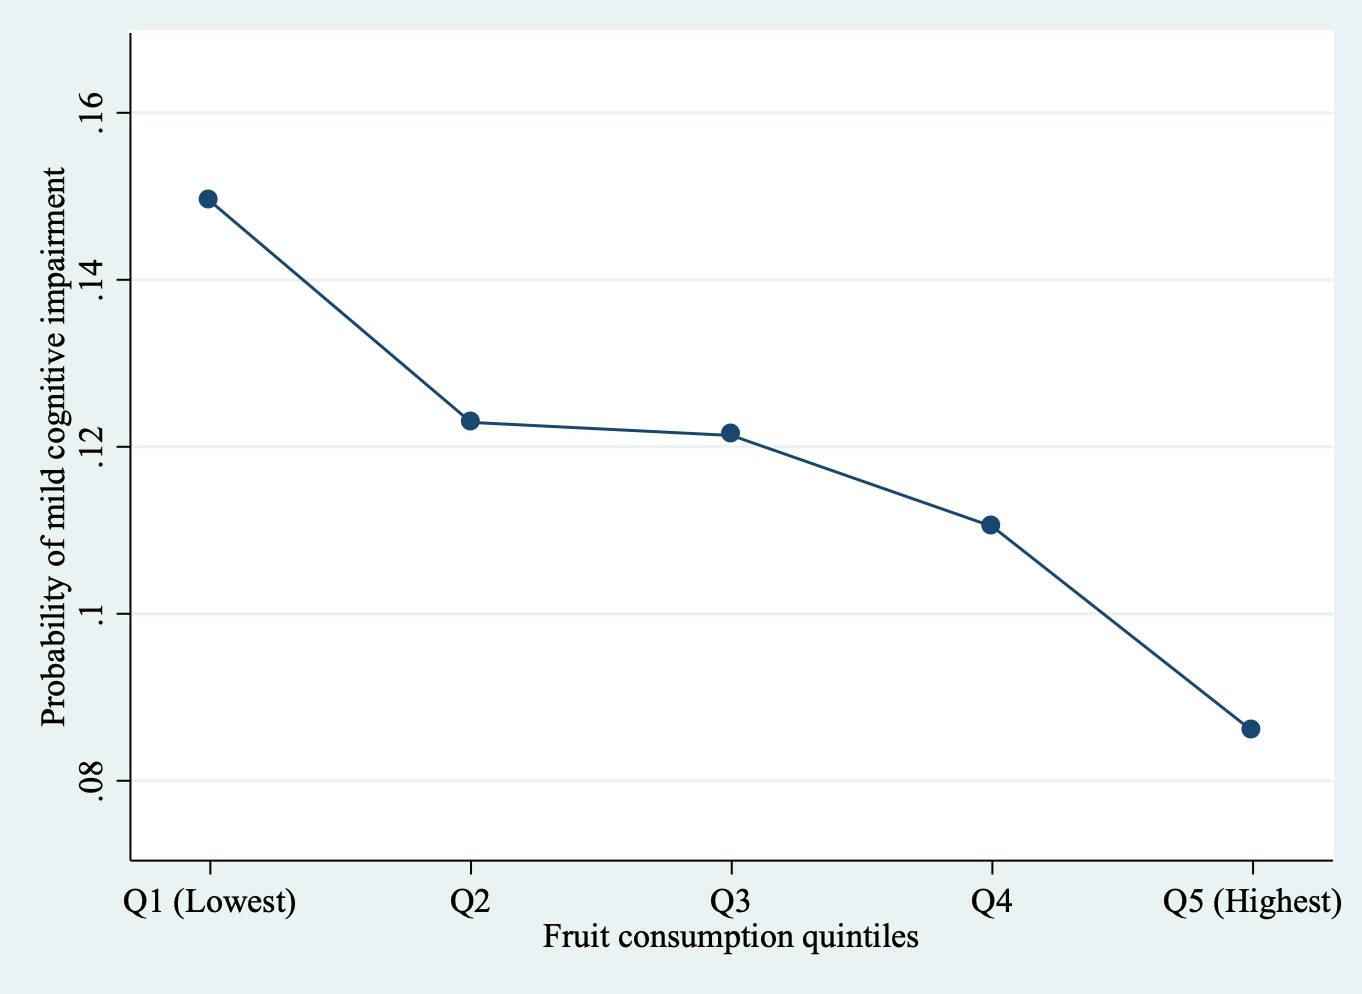 Probability of mild cognitive impairment
.16
.14
.12
.1
.08
Q1 (Lowest)
Q2
Q3
Q4
Q5 (Highest)
Fruit consumption quintiles